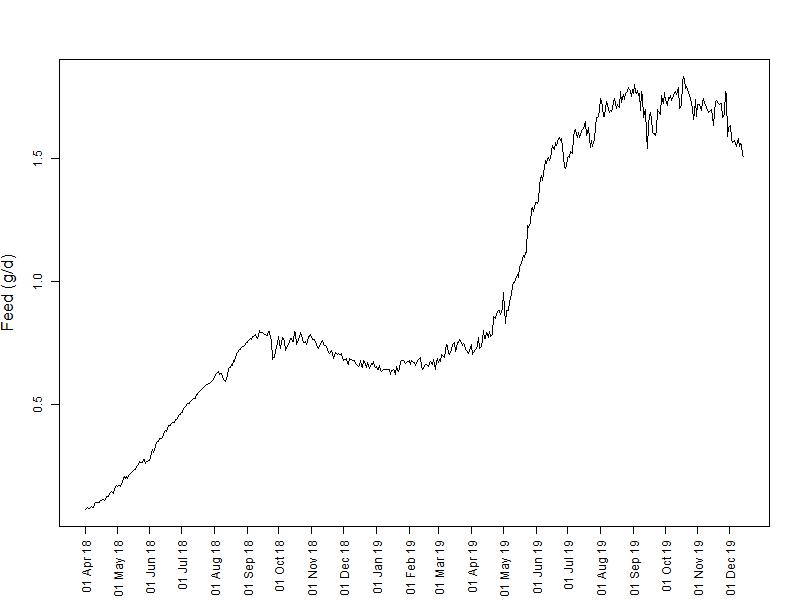 Feed (g/d)
1.5
1.0
0.5
01 Apr 18
01 May 18
01 Jun 18
01 Jul 18
01 Aug 18
01 Sep 18
01 Oct 18
01 Nov 18
01 Dec 18
01 Jan 19
01 Feb 19
01 Mar 19
01 Apr 19
01 May 19
01 Jun 19
01 Jul 19
01 Aug 19
01 Sep 19
01 Oct 19
01 Nov 19
01 Dec 19